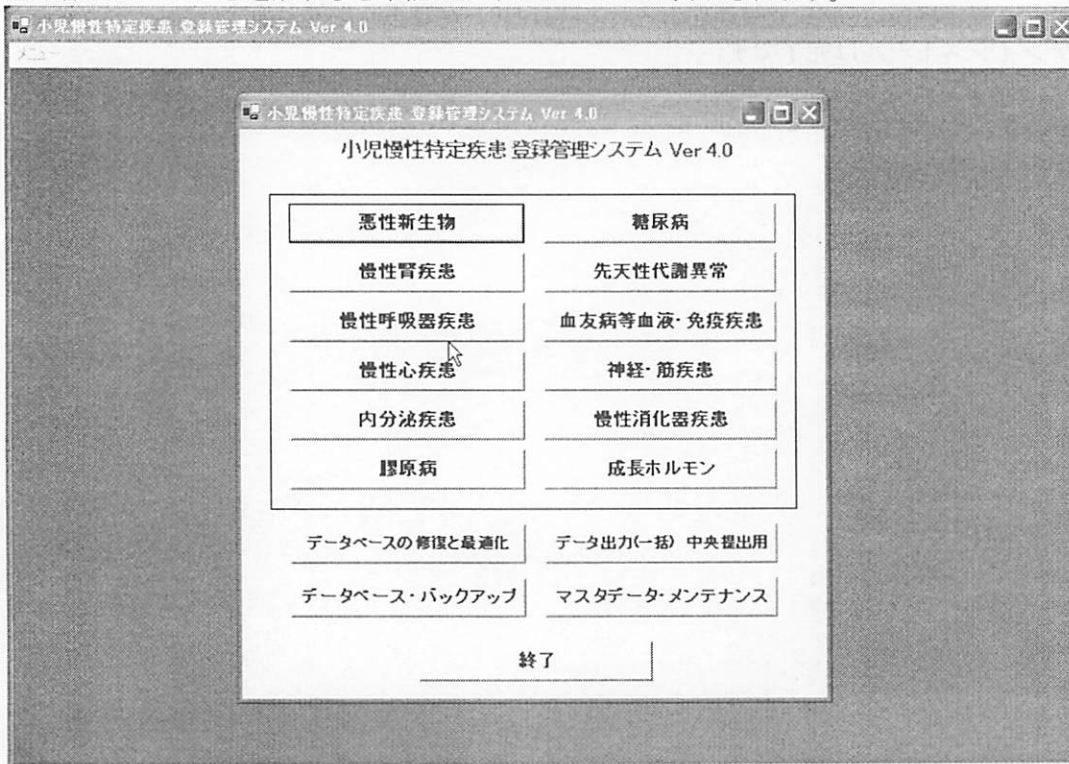 小児慢性特定疾患 登録管理システム Ver 4.0
メニュー
小児慢性特定疾患 登録管理システム Ver 4.0
小児慢性特定疾患 登録管理システム Ver 4.0
悪性新生物 糖尿病
慢性腎疾患 先天性代謝異常
慢性呼吸器疾患 血友病等血液・免疫疾患
慢性心疾患 神経・筋疾患
内分泌疾患 慢性消化器疾患
膠原病 成長ホルモン
データベースの修復と最適化 データ出力(一括) 中央提出用
データベース・バックアップ マスタデータ・メンテナンス
終了